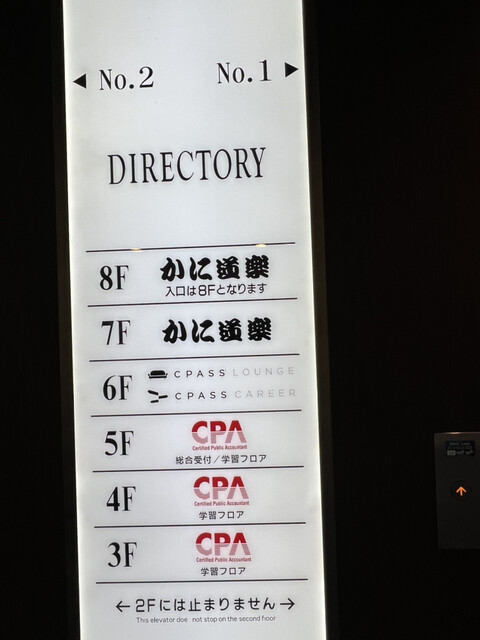 ◀ No.2 No.1 ▶
DIRECTORY
8F かに道楽
入口は8Fとなります
7F かに道楽
6F CPASS LOUNGE
CPASS CAREER
5F CPA
Certified Public Accountant
総合受付/学習フロア
4F CPA
Certified Public Accountant
学習フロア
3F CPA
Certified Public Accountant
学習フロア
←2Fには止まりません→
This elevator doe not stop on the second floor